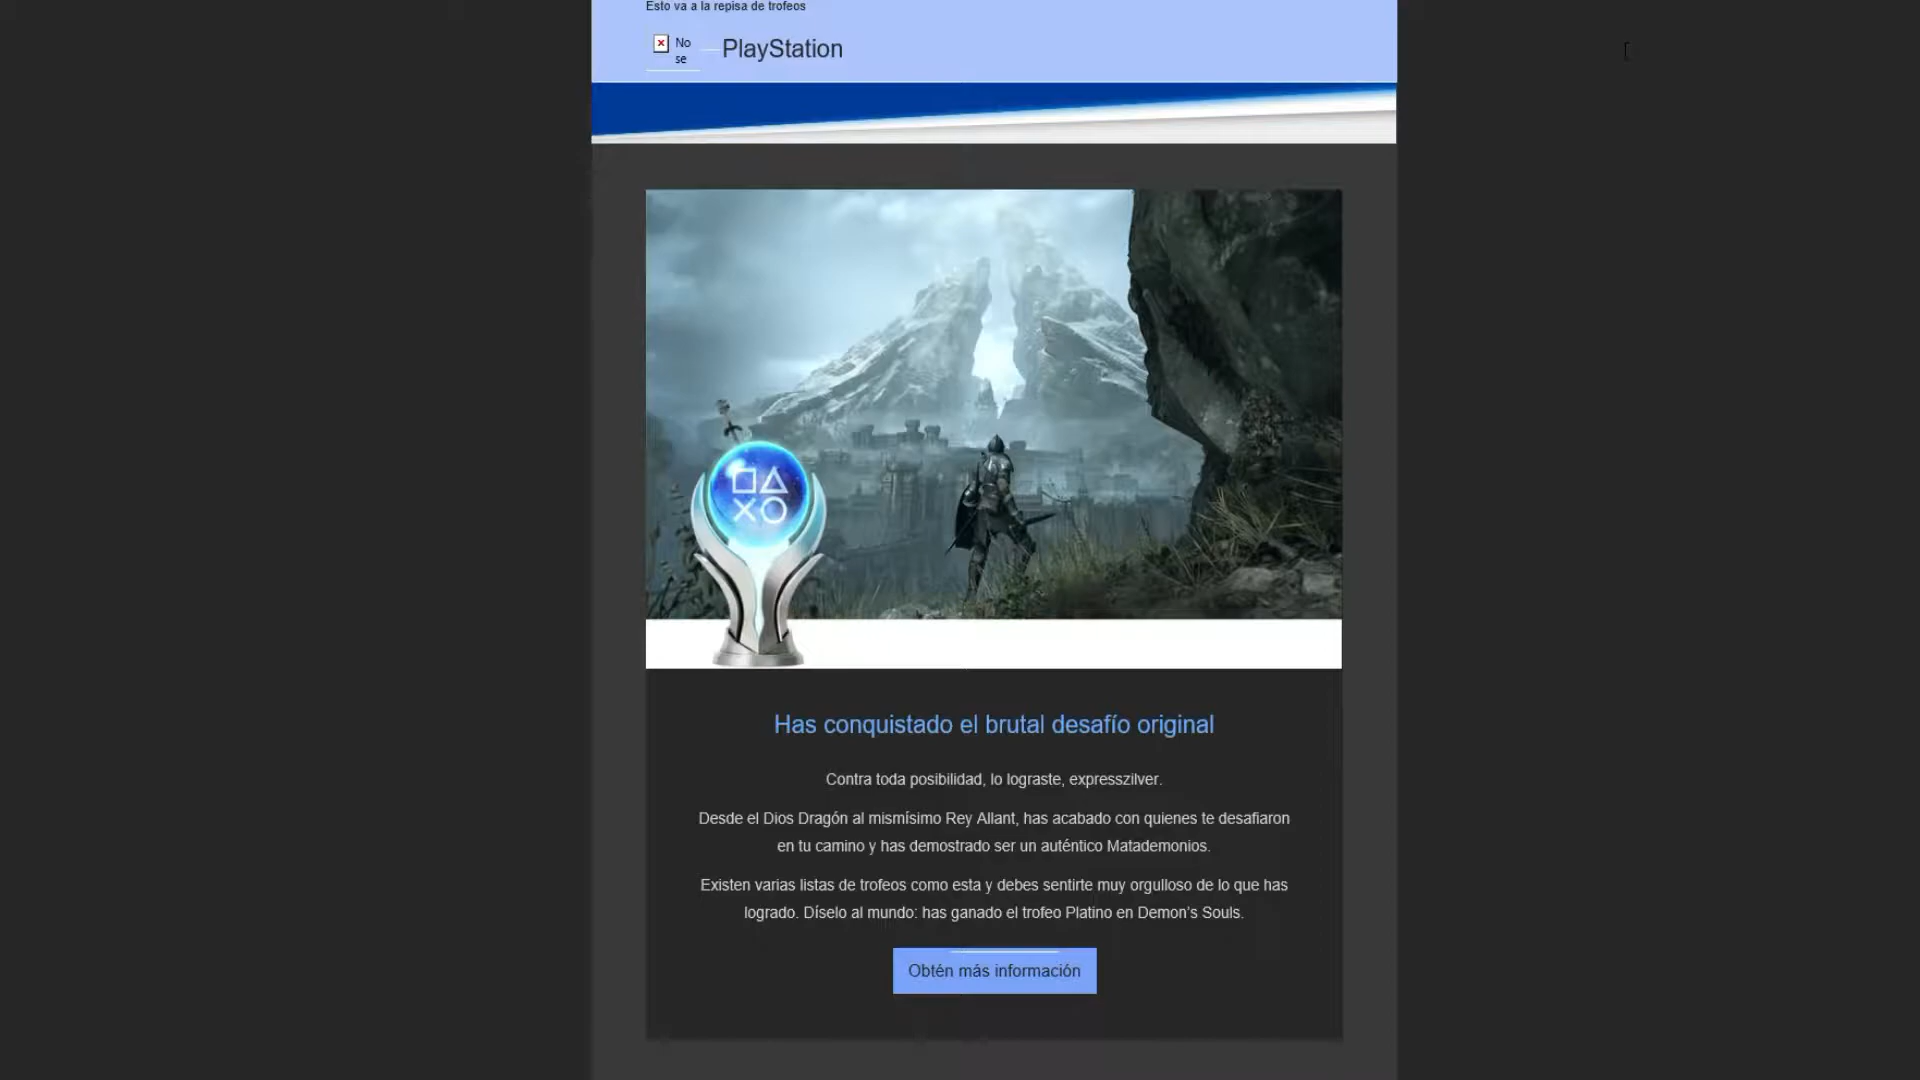 Esto va a la repisa de trofeos
No
se
PlayStation
Has conquistado el brutal desafío original
Contra toda posibilidad, lo lograste, expresszilver.
Desde el Dios Dragón al mismísimo Rey Allant, has acabado con quienes te desafiaron
en tu camino y has demostrado ser un auténtico Matademonios.
Existen varias listas de trofeos como esta y debes sentirte muy orgulloso de lo que has
logrado. Díselo al mundo: has ganado el trofeo Platino en Demon’s Souls.
Obtén más información